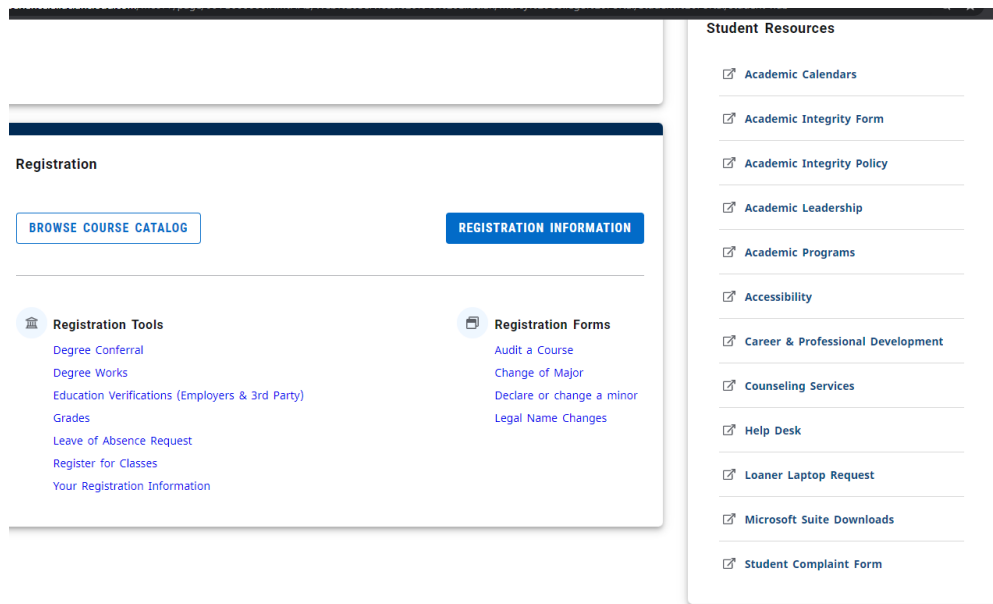 Student Resources
Academic Calendars
Academic Integrity Form
Academic Integrity Policy
Academic Leadership
Academic Programs
Accessibility
Career & Professional Development
Counseling Services
Help Desk
Loaner Laptop Request
Microsoft Suite Downloads
Student Complaint Form
Registration
BROWSE COURSE CATALOG
REGISTRATION INFORMATION
Registration Tools
Degree Conferral
Degree Works
Education Verifications (Employers & 3rd Party)
Grades
Leave of Absence Request
Register for Classes
Your Registration Information
Registration Forms
Audit a Course
Change of Major
Declare or change a minor
Legal Name Changes